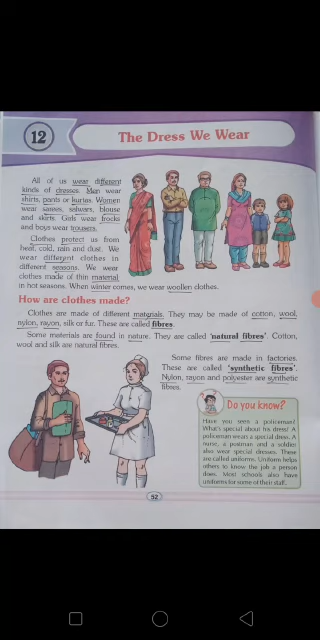 12
The Dress We Wear
All of us wear different
kinds of dresses. Men wear
shirts, pants or kurtas. Women
wear sarees, salwars, blouse
and skirts. Girls wear frocks
and boys wear trousers.
Clothes protect us from
heat, cold, rain and dust. We
wear different clothes in
different seasons. We wear
clothes made of thin material
in hot seasons. When winter comes, we wear woollen clothes.
How are clothes made?
Clothes are made of different materials. They may be made of cotton, wool,
nylon, rayon, silk or fur. These are called fibres.
Some materials are found in nature. They are called 'natural fibres'. Cotton,
wool and silk are natural fibres.
Some fibres are made in factories.
These are called 'synthetic fibres'.
Nylon, rayon and polyester are synthetic
fibres.
Do you know?
Have you seen a policeman?
What's special about his dress? A
policeman wears a special dress. A
nurse, a postman and a soldier
also wear special dresses. These
are called uniforms. Uniform helps
others to know the job a person
does. Most schools also have
uniforms for some of their staff.
52